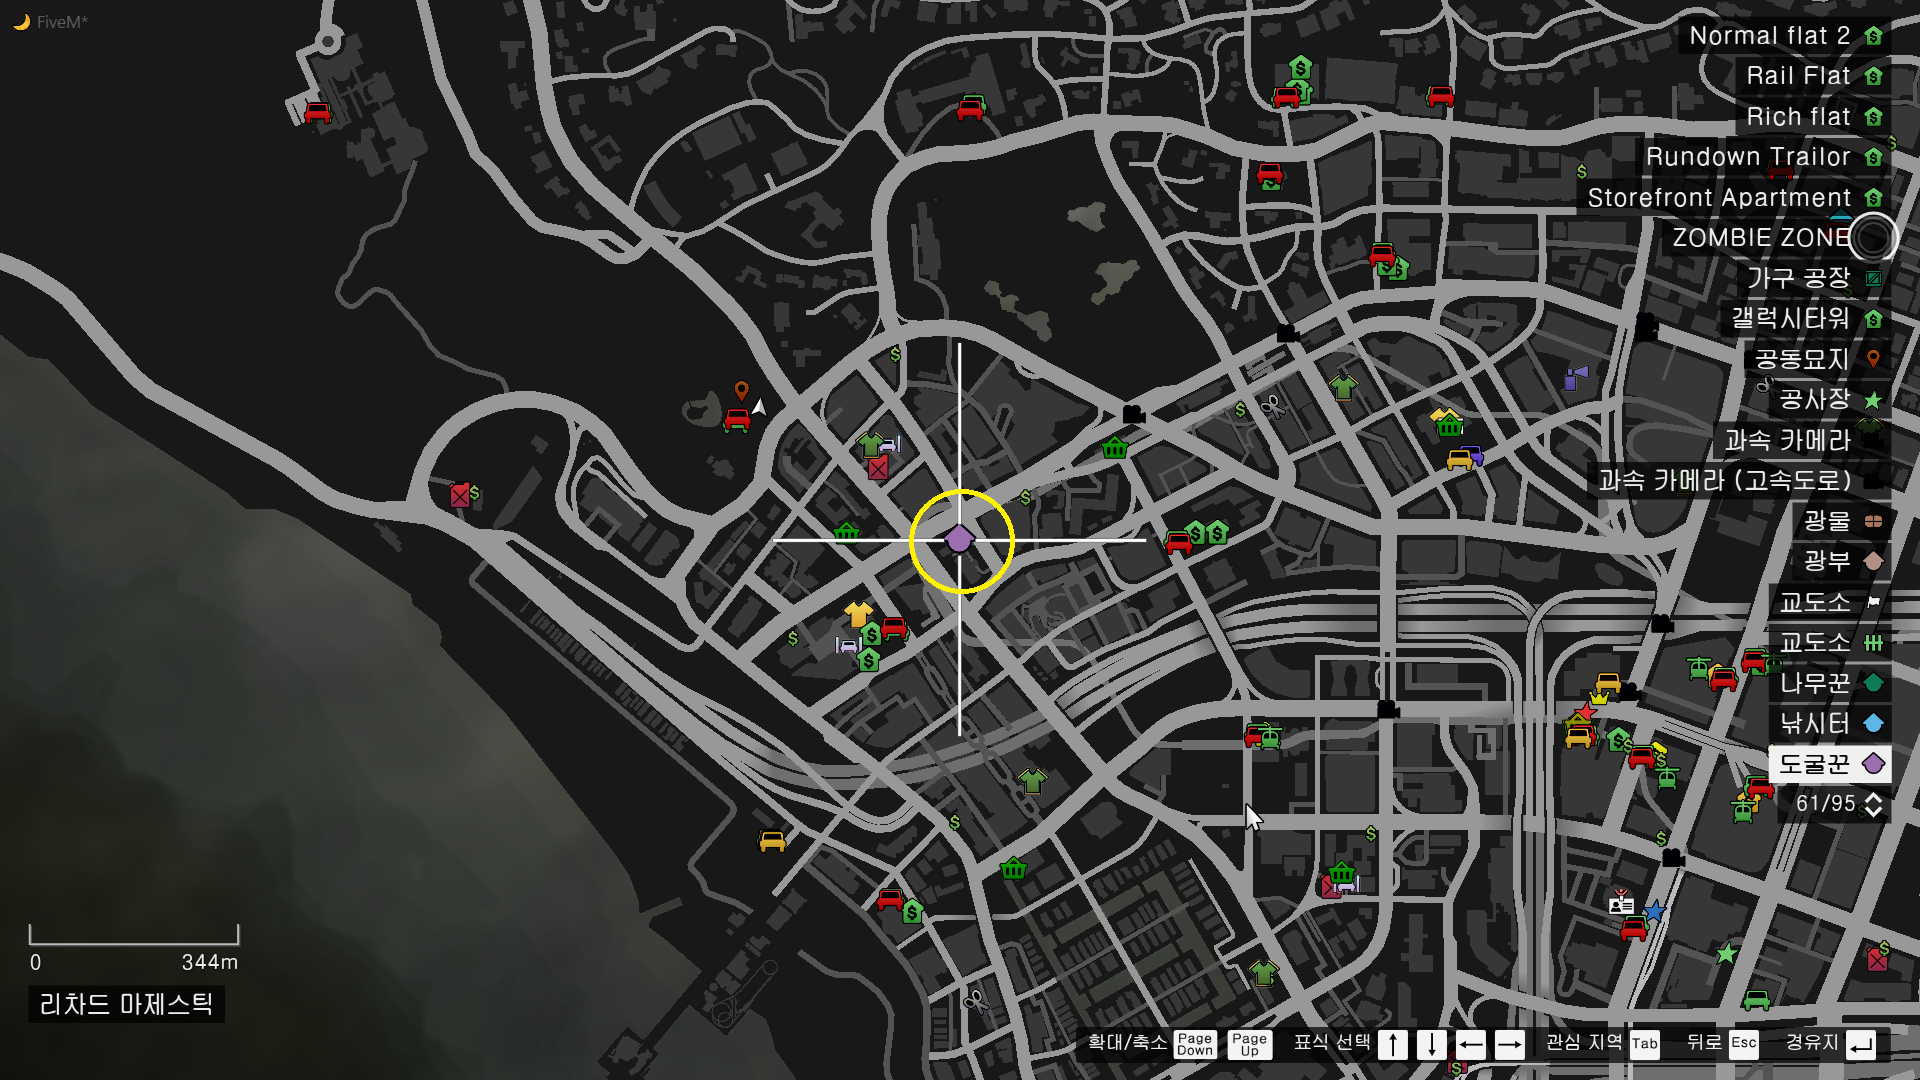 FiveM*
Normal flat 2
Rail Flat
Rich flat
Rundown Trailor
Storefront Apartment
ZOMBIE ZONE
가구 공장
갤럭시타워
공동묘지
공사장
과속 카메라
과속 카메라 (고속도로)
광물
광부
교도소
교도소
나무꾼
낚시터
도굴꾼
61/95
0 344m
리차드 마제스틱
확대/축소 Page Down Page Up 표식 선택 ↑ ↓ ← → 관심 지역 Tab 뒤로 Esc 경유지